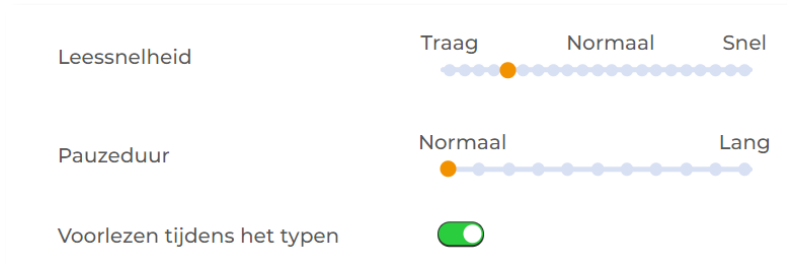 Leessnelheid
Traag Normaal Snel
Pauzeduur
Normaal Lang
Voorlezen tijdens het typen